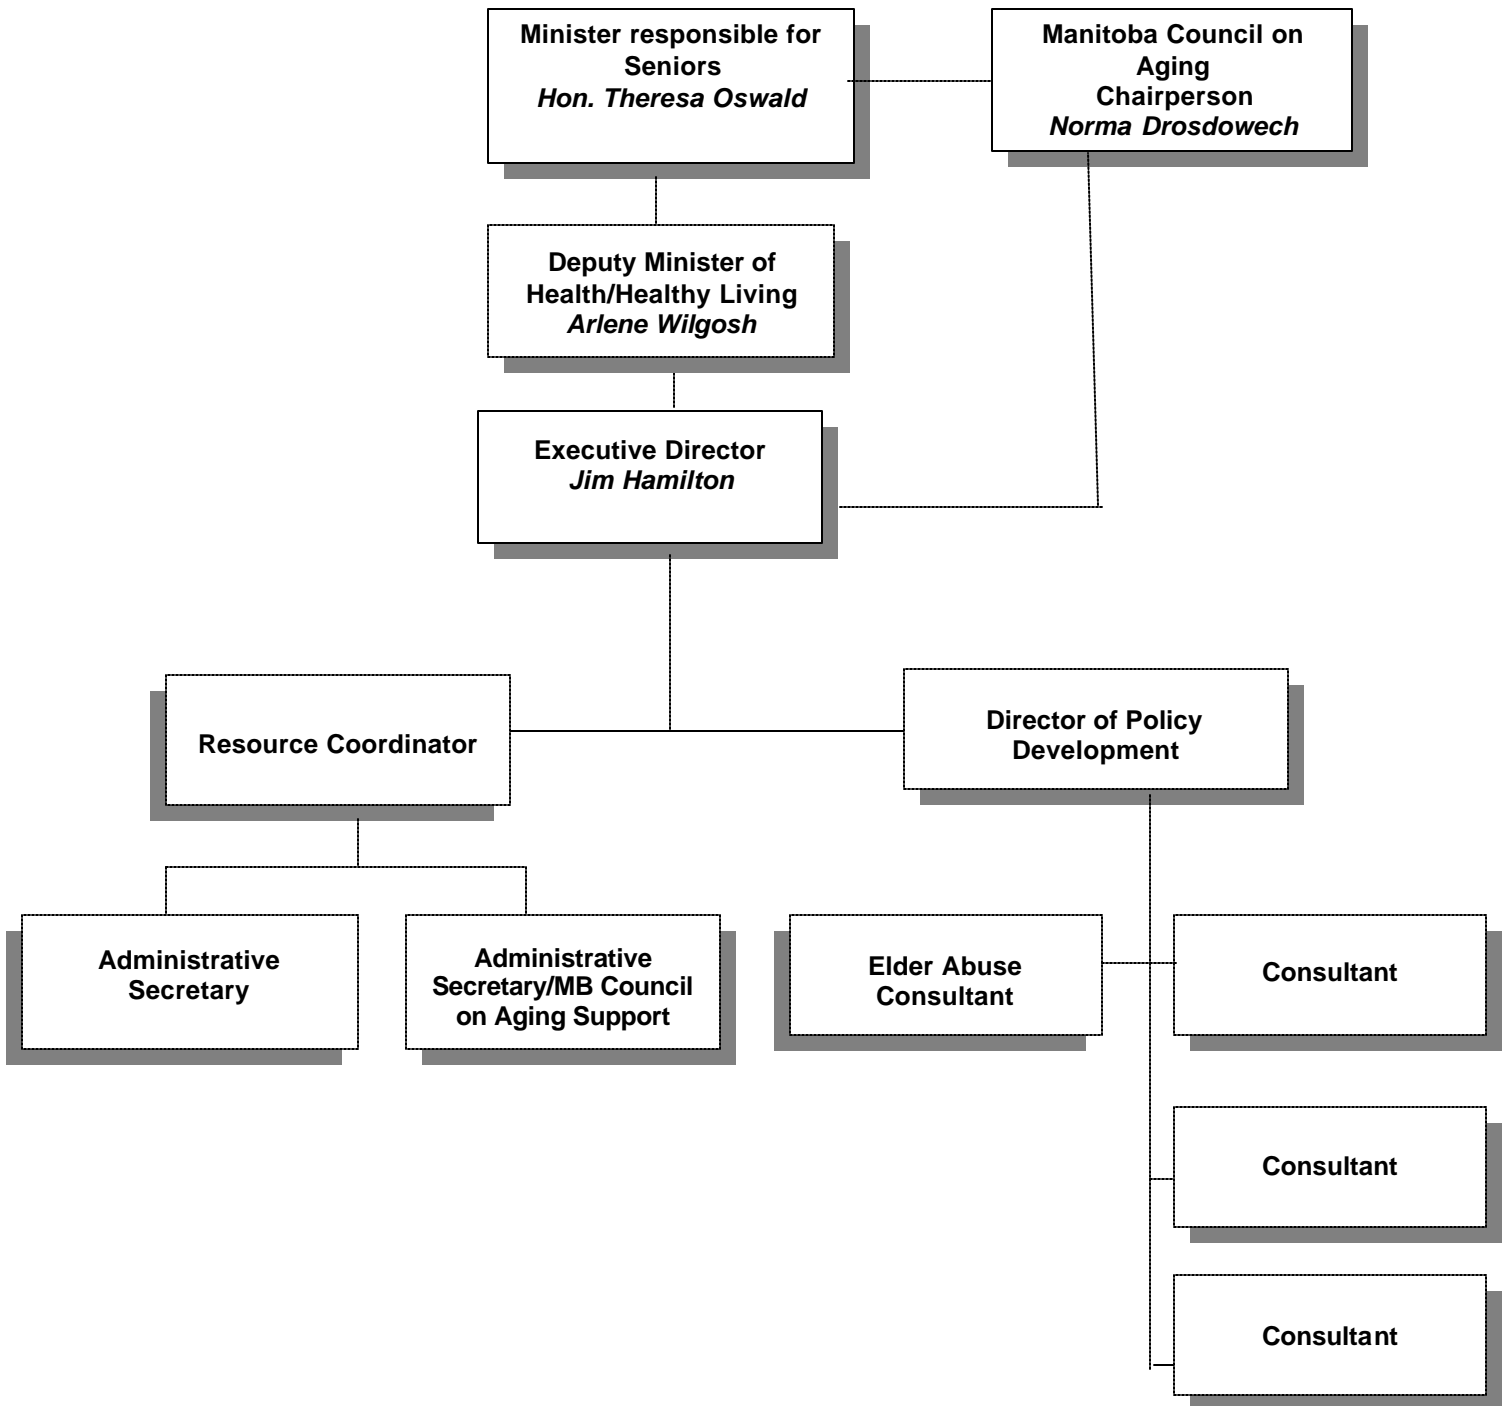 Minister responsible for
Seniors
Hon. Theresa Oswald
Manitoba Council on
Aging
Chairperson
Norma Drosdowech
Deputy Minister of
Health/Healthy Living
Arlene Wilgosh
Executive Director
Jim Hamilton
Resource Coordinator
Director of Policy
Development
Administrative
Secretary
Administrative
Secretary/MB Council
on Aging Support
Elder Abuse
Consultant
Consultant
Consultant
Consultant